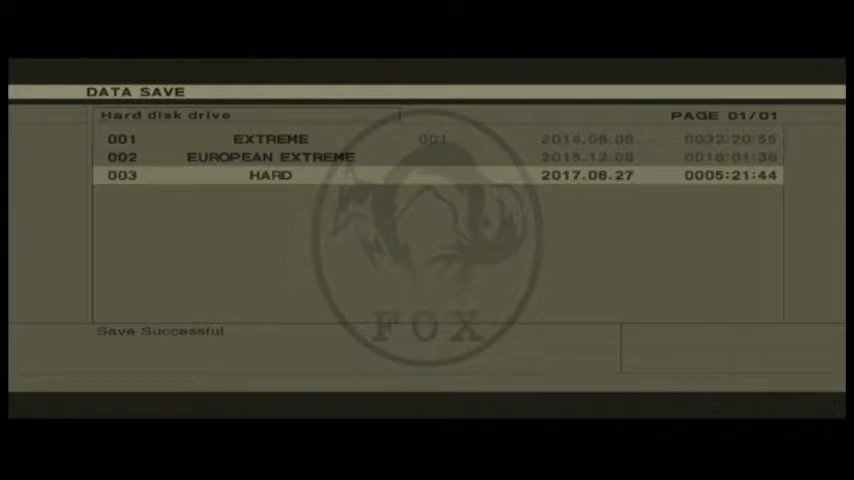 DATA SAVE
Hard disk drive PAGE 01/01
001 EXTREME 001 2014.06.06 0032:20:55
002 EUROPEAN EXTREME 2015.12.09 0016:01:36
003 HARD 2017.06.27 0005:21:44
FOX
Save Successful